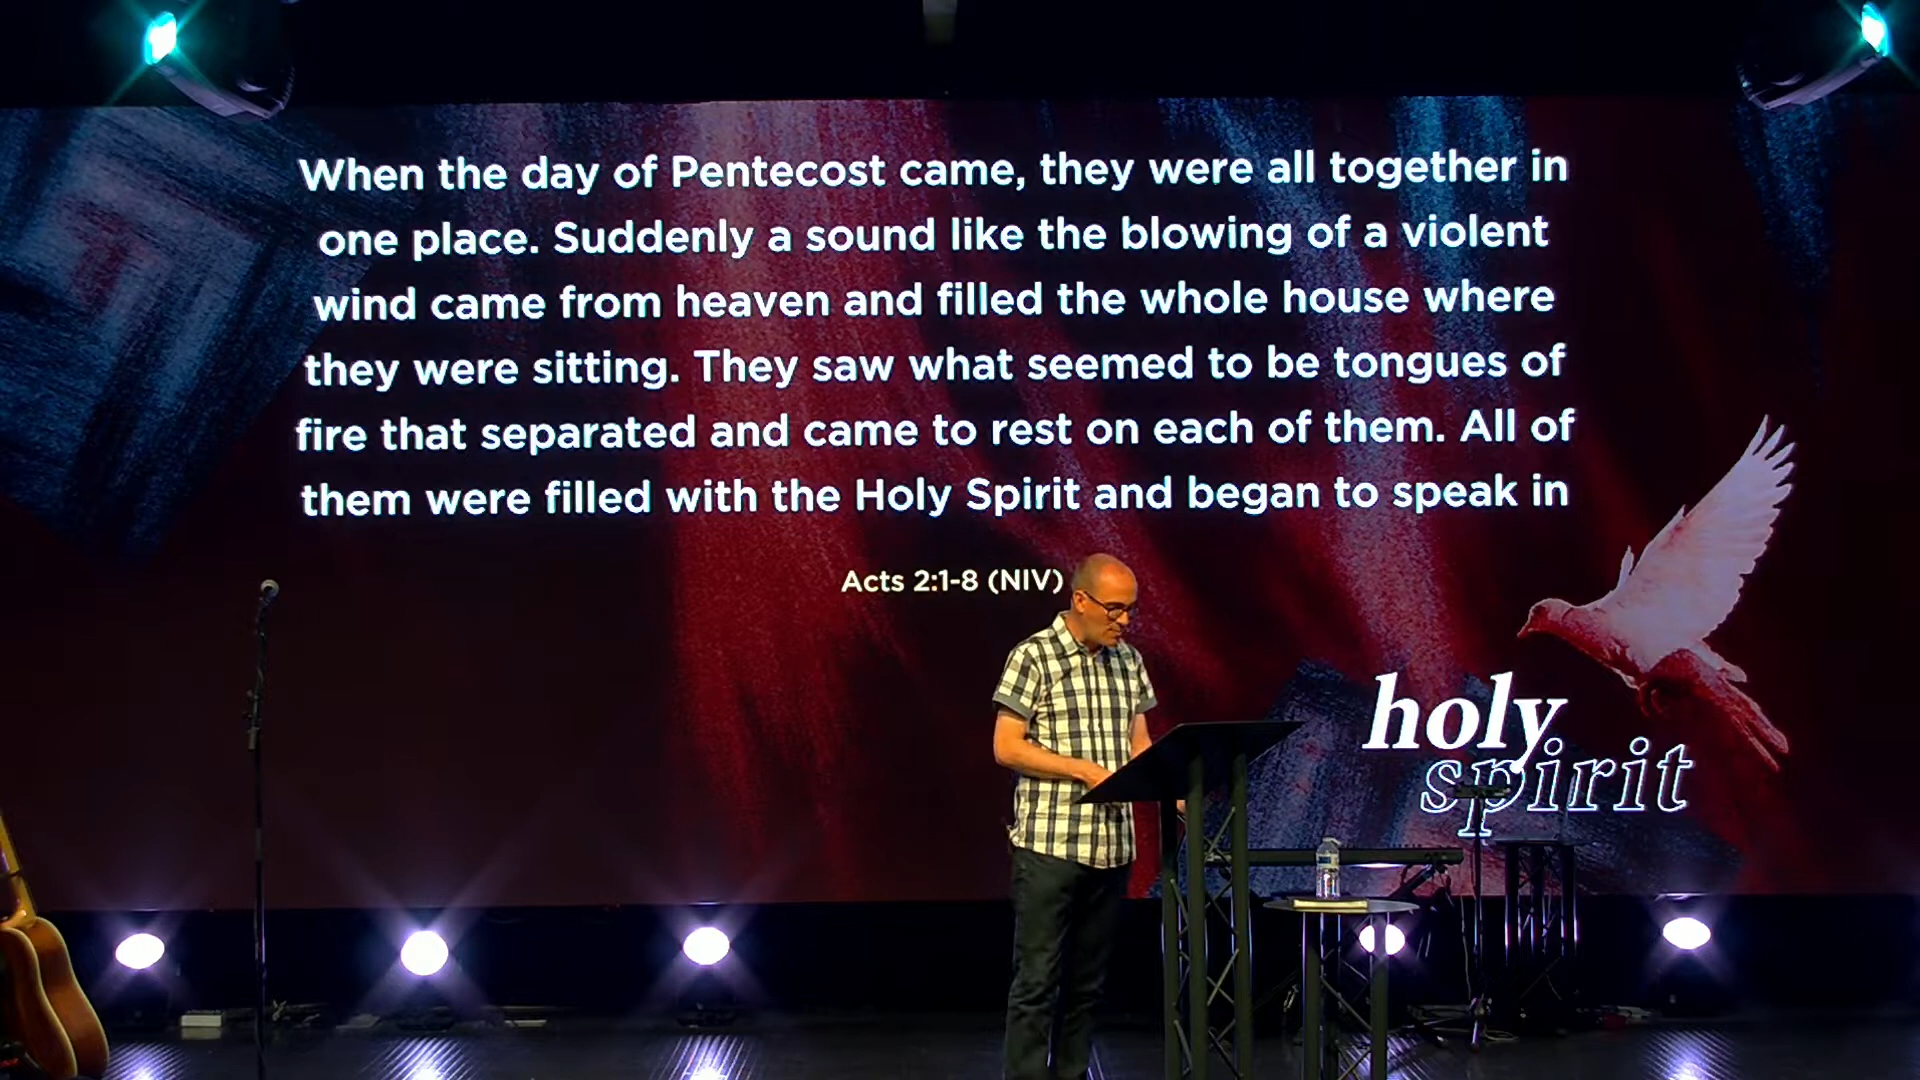 When the day of Pentecost came, they were all together in
one place. Suddenly a sound like the blowing of a violent
wind came from heaven and filled the whole house where
they were sitting. They saw what seemed to be tongues of
fire that separated and came to rest on each of them. All of
them were filled with the Holy Spirit and began to speak in
Acts 2:1-8 (NIV)
holy
spirit